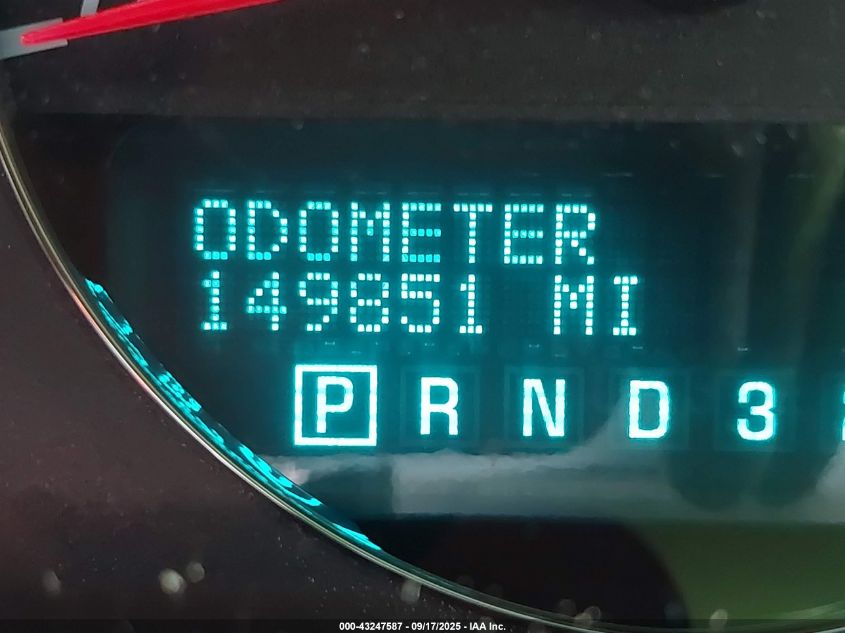 ODOMETER
149851 MI
P R N D 3
000-43247587 - 09/17/2025 - IAA Inc.